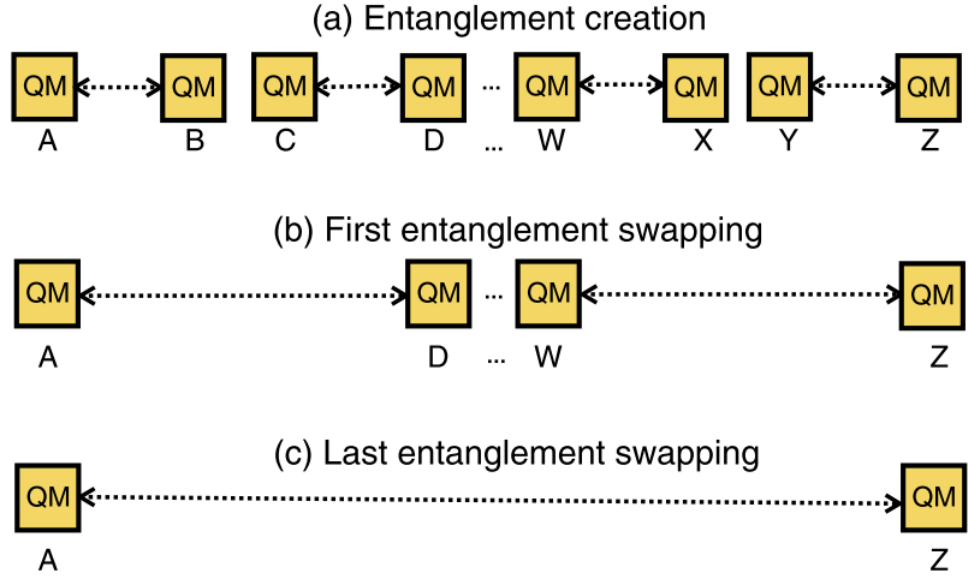 (a) Entanglement creation
QM QM QM QM ... QM QM QM QM
A B C D ... W X Y Z
(b) First entanglement swapping
QM QM ... QM QM
A D ... W Z
(c) Last entanglement swapping
QM QM
A Z